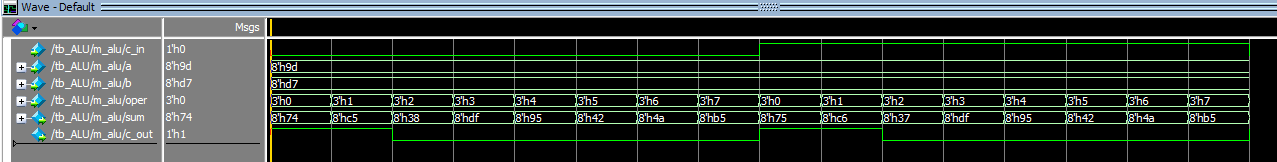 Wave - Default
Msgs
/tb_ALU/m_alu/c_in 1'h0
/tb_ALU/m_alu/a 8'h9d 8'h9d
/tb_ALU/m_alu/b 8'hd7 8'hd7
/tb_ALU/m_alu/oper 3'h0 3'h0 3'h1 3'h2 3'h3 3'h4 3'h5 3'h6 3'h7 3'h0 3'h1 3'h2 3'h3 3'h4 3'h5 3'h6 3'h7
/tb_ALU/m_alu/sum 8'h74 8'h74 8'hc5 8'h38 8'hdf 8'h95 8'h42 8'h4a 8'hb5 8'h75 8'hc6 8'h37 8'hdf 8'h95 8'h42 8'h4a 8'hb5
/tb_ALU/m_alu/c_out 1'h1